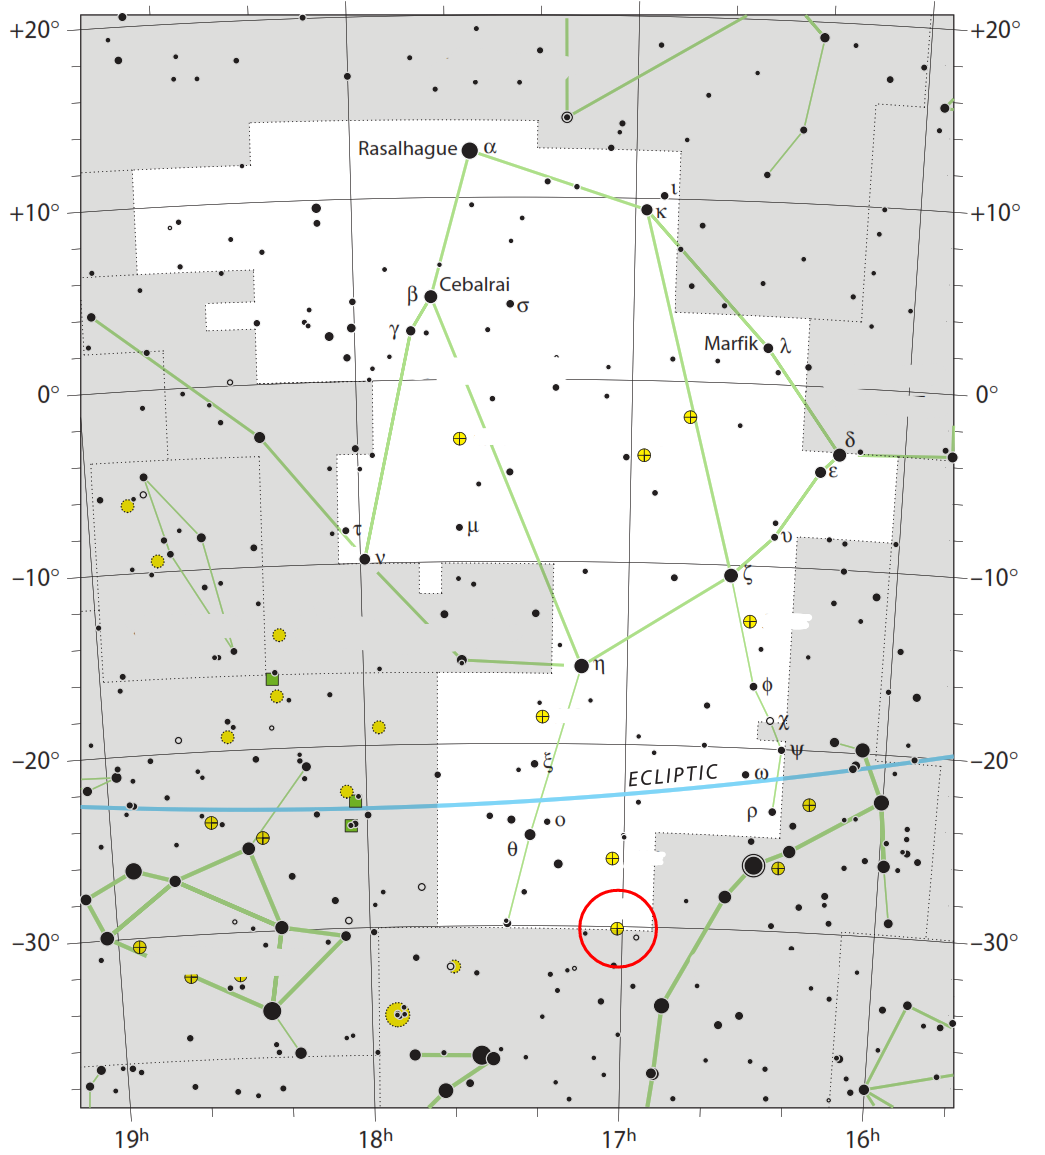 +20° +20°
Rasalhague α
ι
+10° κ +10°
Cebalrai
β σ
γ
Marfik λ
0° 0°
δ
ε
τ μ
ν υ
−10° ζ −10°
η φ
χ
ψ
−20° ξ ECLIPTIC ω −20°
ο ρ
θ
−30° −30°
19h 18h 17h 16h